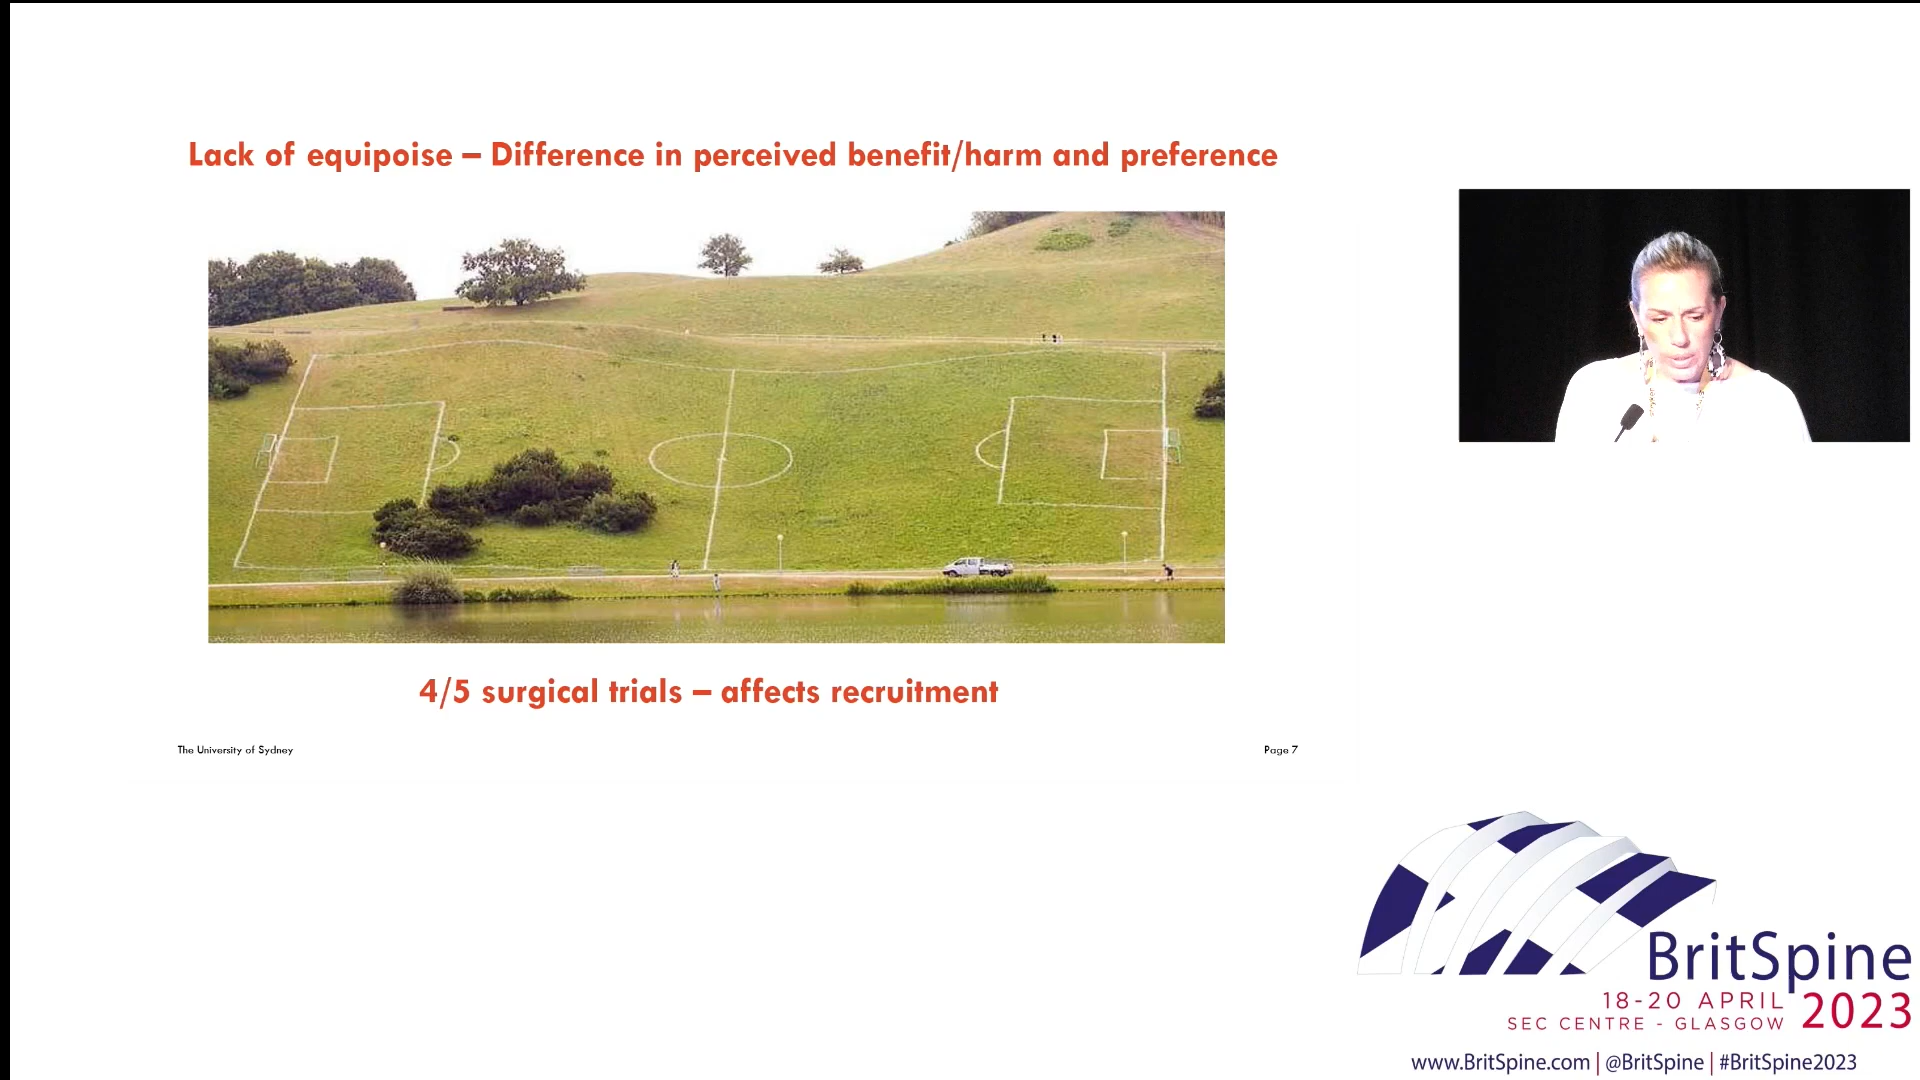 Lack of equipoise – Difference in perceived benefit/harm and preference
4/5 surgical trials – affects recruitment
The University of Sydney
Page 7
BritSpine
18-20 APRIL
SEC CENTRE - GLASGOW
2023
www.BritSpine.com | @BritSpine | #BritSpine2023